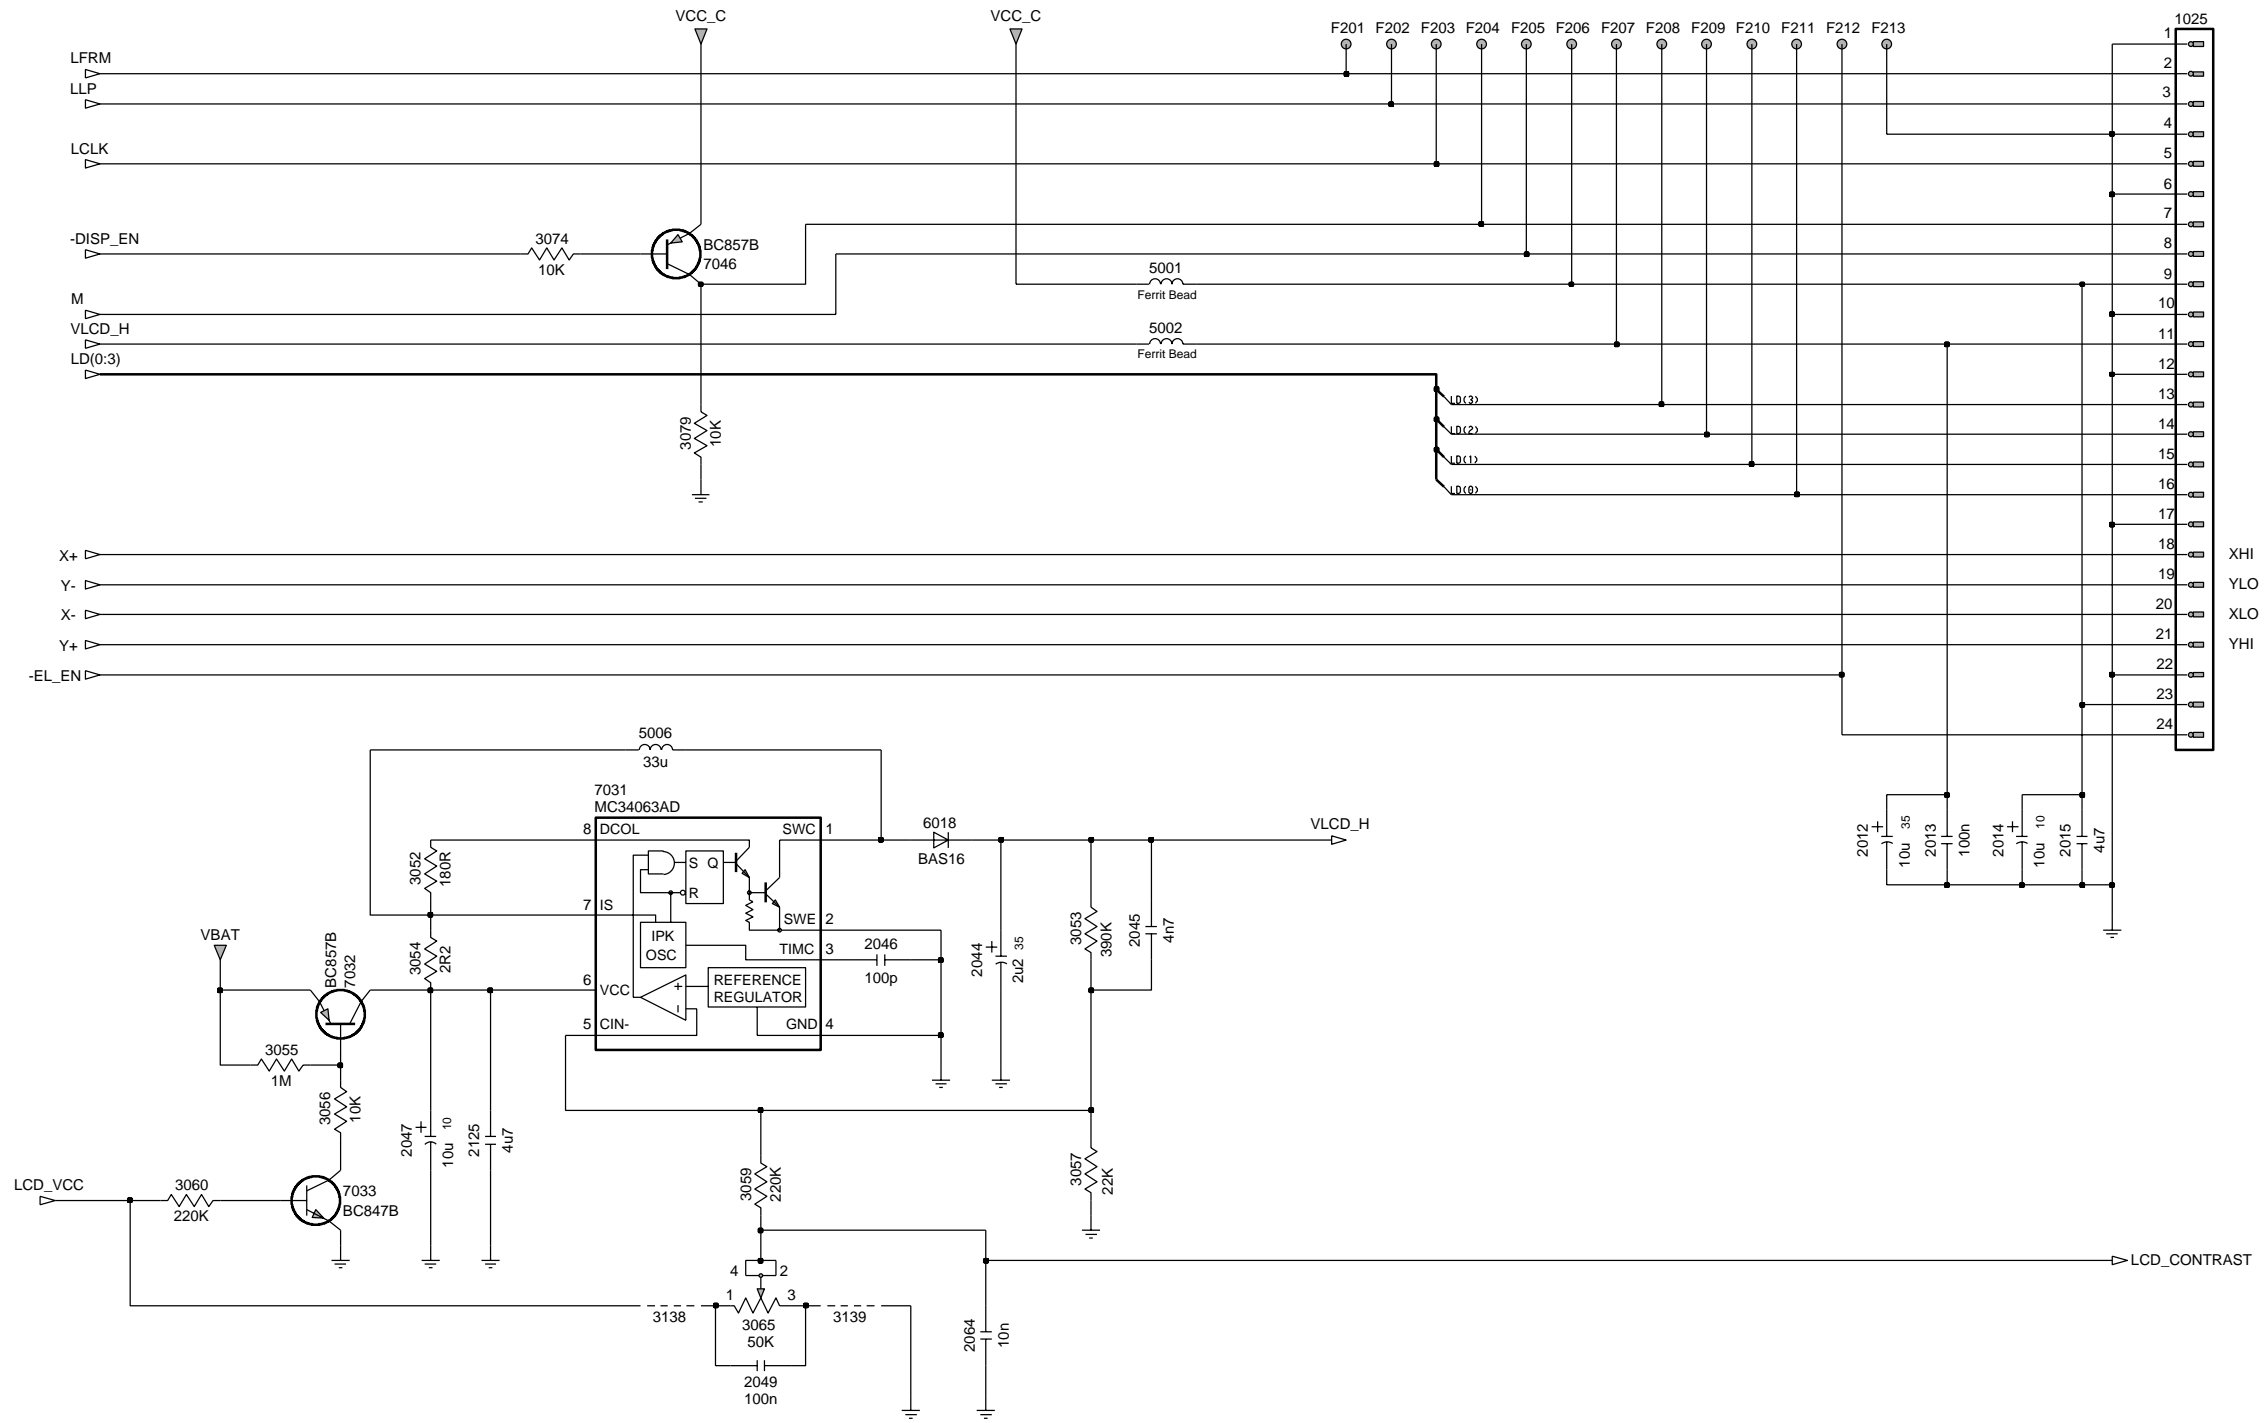 VCC_C VCC_C
F201 F202 F203 F204 F205 F206 F207 F208 F209 F210 F211 F212 F213
1025
1
LFRM
2
LLP
3
4
LCLK
5
6
7
-DISP_EN
3074
10K
BC857B
7046
8
5001
Ferrit Bead
9
M
10
VLCD_H
5002
Ferrit Bead
11
LD(0:3)
12
LD(3)
13
3079
10K
LD(2)
14
LD(1)
15
LD(0)
16
17
X+
18
XHI
Y-
19
YLO
X-
20
XLO
Y+
21
YHI
-EL_EN
22
23
24
5006
33u
7031
MC34063AD
8 DCOL
SWC 1
3052
180R
S Q
R
7 IS
SWE 2
IPK
OSC
TIMC 3
REFERENCE
REGULATOR
+
-
6
VCC
5 CIN-
GND 4
2046
100p
6018
BAS16
VLCD_H
2044
+
2u2 35
3053
390K
2045
4n7
2012
+
10u 35
2013
100n
2014
+
10u 10
2015
4u7
VBAT
BC857B
7032
3054
2R2
3055
1M
3056
10K
2047
+
10u 10
2125
4u7
LCD_VCC
3060
220K
7033
BC847B
3059
220K
3057
22K
4 2
1 3
3138
3065
50K
3139
2049
100n
2064
10n
LCD_CONTRAST